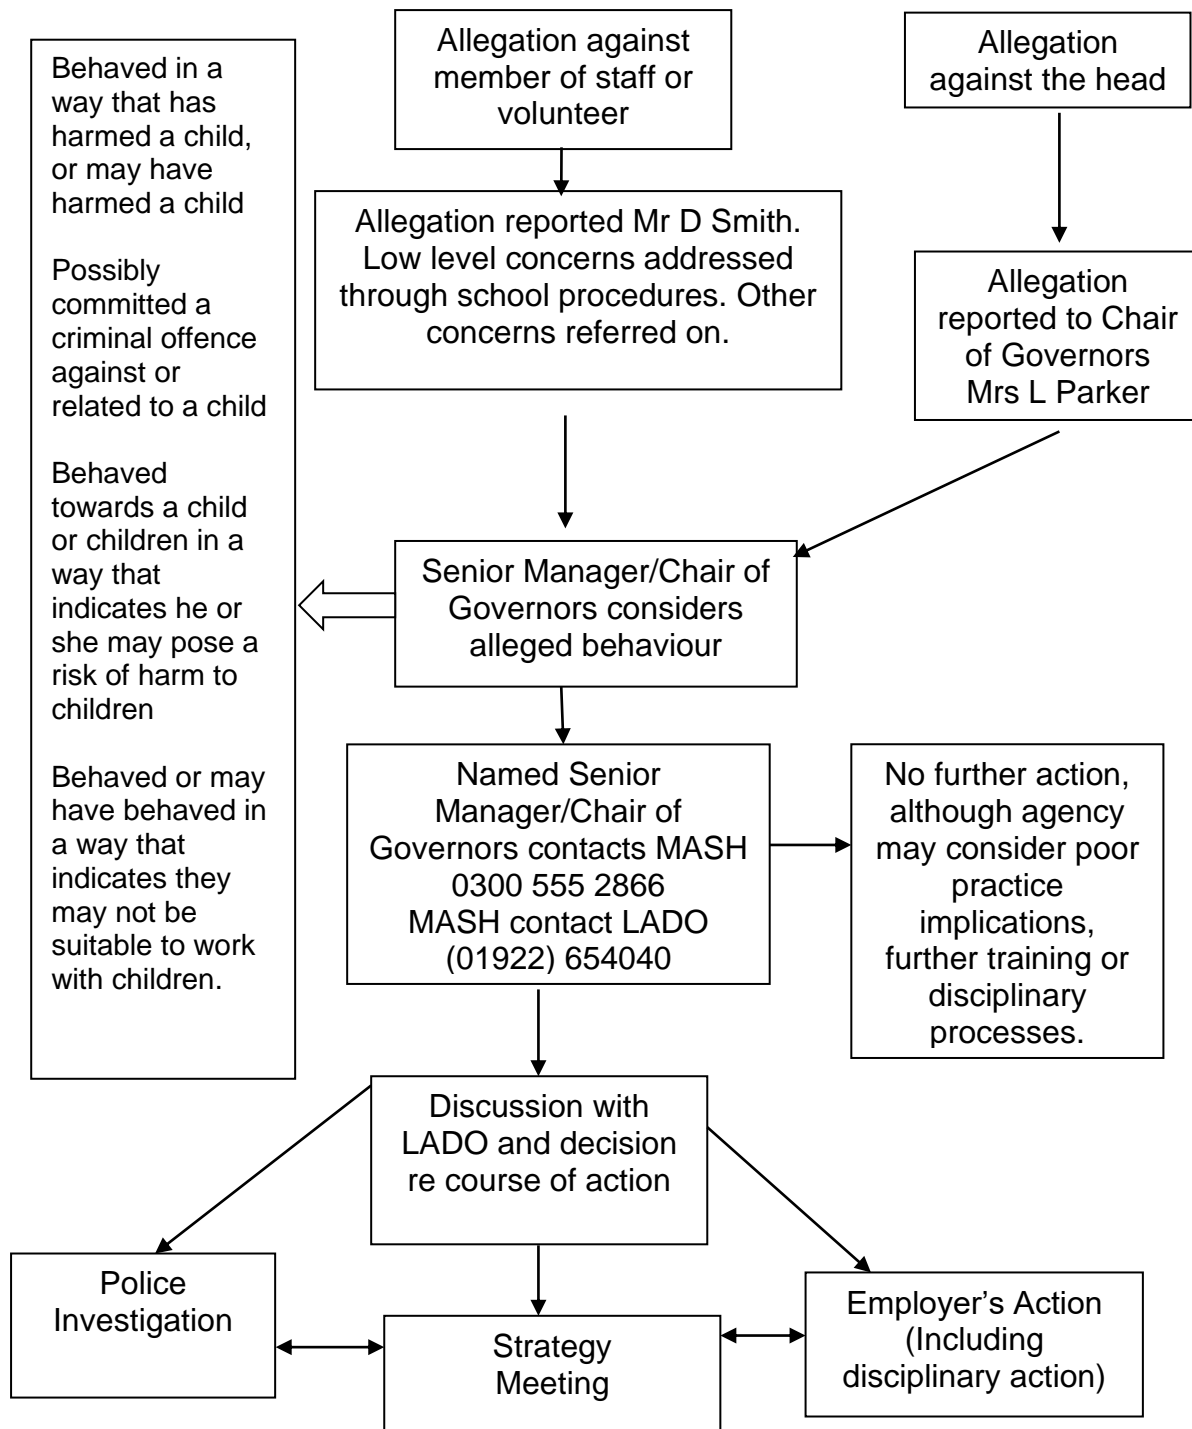 Behaved in a
way that has
harmed a child,
or may have
harmed a child
Possibly
committed a
criminal offence
against or
related to a child
Behaved
towards a child
or children in a
way that
indicates he or
she may pose a
risk of harm to
children
Behaved or may
have behaved in
a way that
indicates they
may not be
suitable to work
with children.
Allegation against
member of staff or
volunteer
Allegation
against the head
Allegation reported Mr D Smith.
Low level concerns addressed
through school procedures. Other
concerns referred on.
Allegation
reported to Chair
of Governors
Mrs L Parker
Senior Manager/Chair of
Governors considers
alleged behaviour
Named Senior
Manager/Chair of
Governors contacts MASH
0300 555 2866
MASH contact LADO
(01922) 654040
No further action,
although agency
may consider poor
practice
implications,
further training or
disciplinary
processes.
Discussion with
LADO and decision
re course of action
Police
Investigation
Strategy
Meeting
Employer’s Action
(Including
disciplinary action)